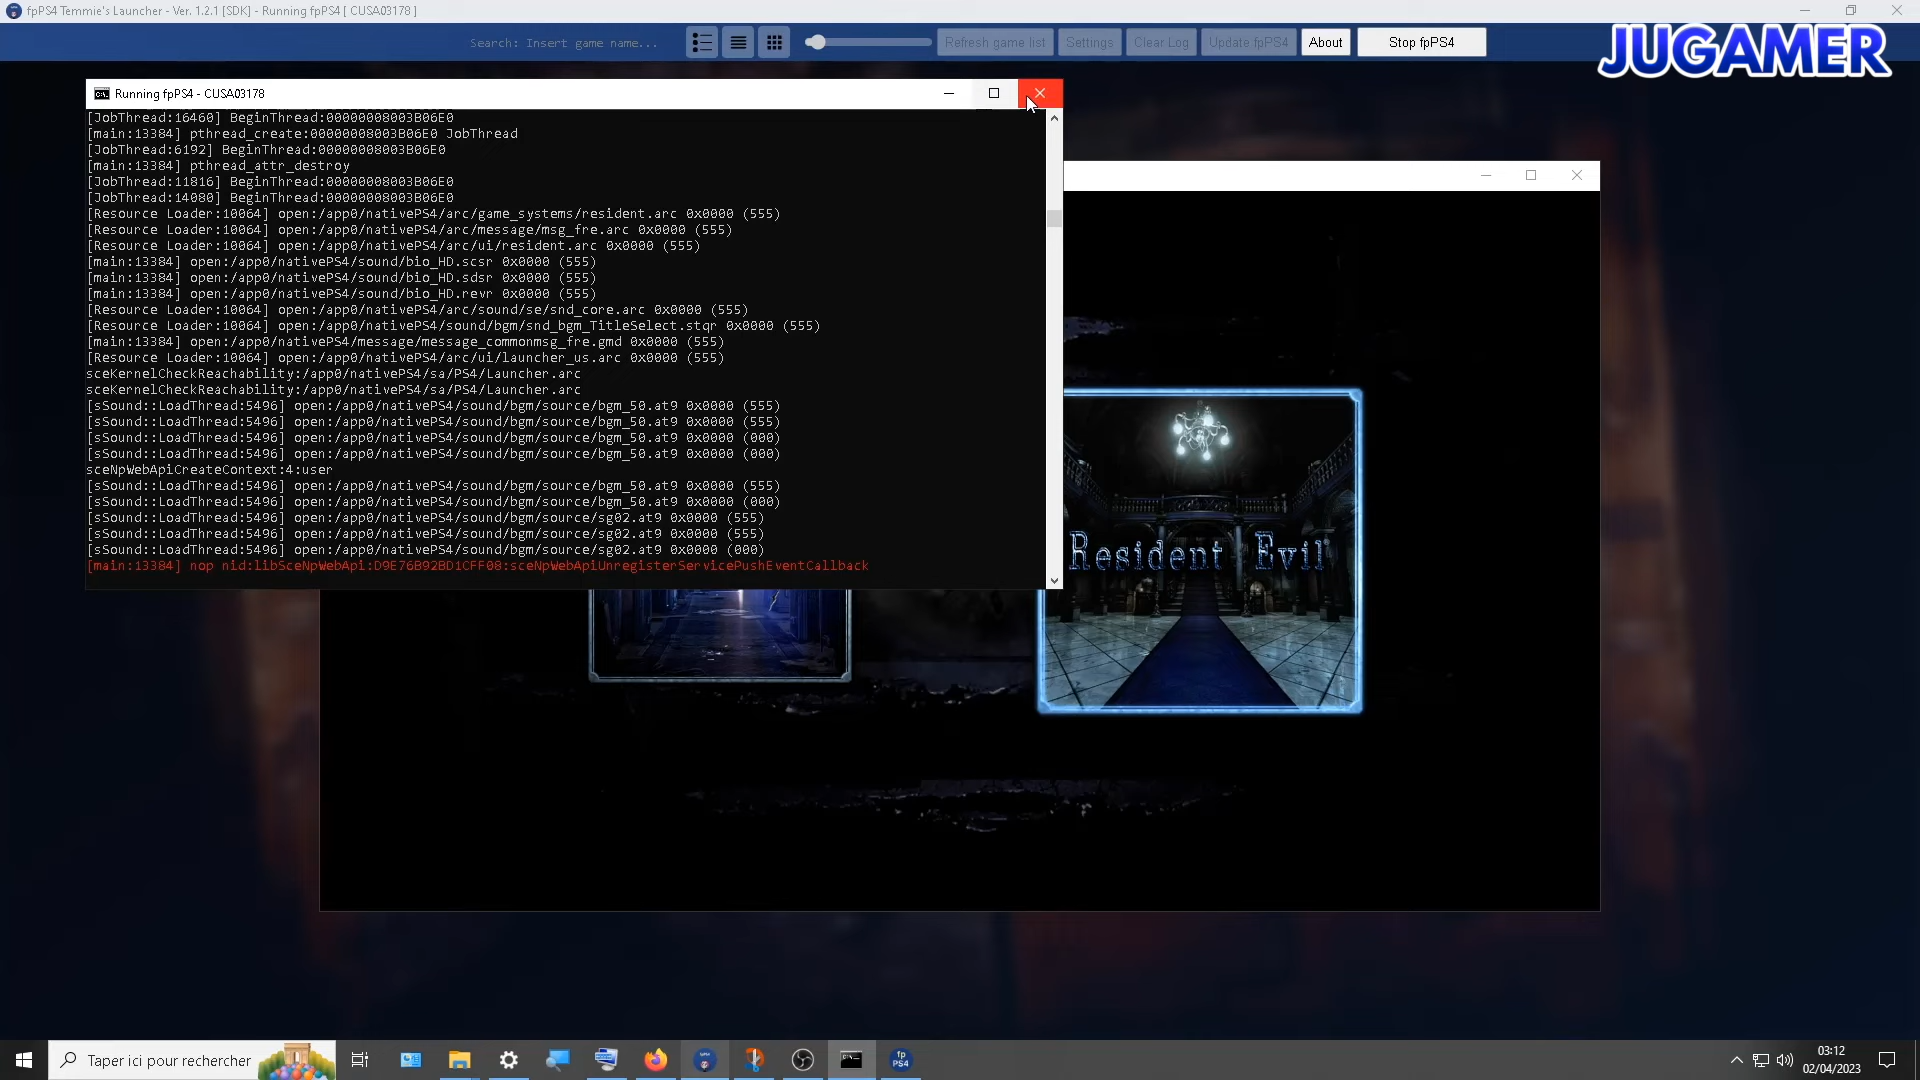 fpPS4 Temmie's Launcher - Ver. 1.2.1 [SDK] - Running fpPS4 [ CUSA03178 ]
Search: Insert game name...
Refresh game list
Settings
Clear Log
Update fpPS4
About
Stop fpPS4
JUGAMER
Running fpPS4 - CUSA03178
[JobThread:16460] BeginThread:00000008003B06E0
[main:13384] pthread_create:00000008003B06E0 JobThread
[JobThread:6192] BeginThread:00000008003B06E0
[main:13384] pthread_attr_destroy
[JobThread:11816] BeginThread:00000008003B06E0
[JobThread:14080] BeginThread:00000008003B06E0
[Resource Loader:10064] open:/app0/nativePS4/arc/game_systems/resident.arc 0x0000 (555)
[Resource Loader:10064] open:/app0/nativePS4/arc/message/msg_fre.arc 0x0000 (555)
[Resource Loader:10064] open:/app0/nativePS4/arc/ui/resident.arc 0x0000 (555)
[main:13384] open:/app0/nativePS4/sound/bio_HD.scsr 0x0000 (555)
[main:13384] open:/app0/nativePS4/sound/bio_HD.sdsr 0x0000 (555)
[main:13384] open:/app0/nativePS4/sound/bio_HD.revr 0x0000 (555)
[Resource Loader:10064] open:/app0/nativePS4/arc/sound/se/snd_core.arc 0x0000 (555)
[Resource Loader:10064] open:/app0/nativePS4/sound/bgm/snd_bgm_TitleSelect.stqr 0x0000 (555)
[main:13384] open:/app0/nativePS4/message/message_commonmsg_fre.gmd 0x0000 (555)
[Resource Loader:10064] open:/app0/nativePS4/arc/ui/launcher_us.arc 0x0000 (555)
sceKernelCheckReachability:/app0/nativePS4/sa/PS4/Launcher.arc
sceKernelCheckReachability:/app0/nativePS4/sa/PS4/Launcher.arc
[sSound::LoadThread:5496] open:/app0/nativePS4/sound/bgm/source/bgm_50.at9 0x0000 (555)
[sSound::LoadThread:5496] open:/app0/nativePS4/sound/bgm/source/bgm_50.at9 0x0000 (555)
[sSound::LoadThread:5496] open:/app0/nativePS4/sound/bgm/source/bgm_50.at9 0x0000 (000)
[sSound::LoadThread:5496] open:/app0/nativePS4/sound/bgm/source/bgm_50.at9 0x0000 (000)
sceNpWebApiCreateContext:4:user
[sSound::LoadThread:5496] open:/app0/nativePS4/sound/bgm/source/bgm_50.at9 0x0000 (555)
[sSound::LoadThread:5496] open:/app0/nativePS4/sound/bgm/source/bgm_50.at9 0x0000 (000)
[sSound::LoadThread:5496] open:/app0/nativePS4/sound/bgm/source/sg02.at9 0x0000 (555)
[sSound::LoadThread:5496] open:/app0/nativePS4/sound/bgm/source/sg02.at9 0x0000 (555)
[sSound::LoadThread:5496] open:/app0/nativePS4/sound/bgm/source/sg02.at9 0x0000 (000)
[main:13384] nop nid:libSceNpWebApi:D9E76B92BD1CFF08:sceNpWebApiUnregisterServicePushEventCallback
Resident Evil
Taper ici pour rechercher
fp
PS4
03:12
02/04/2023